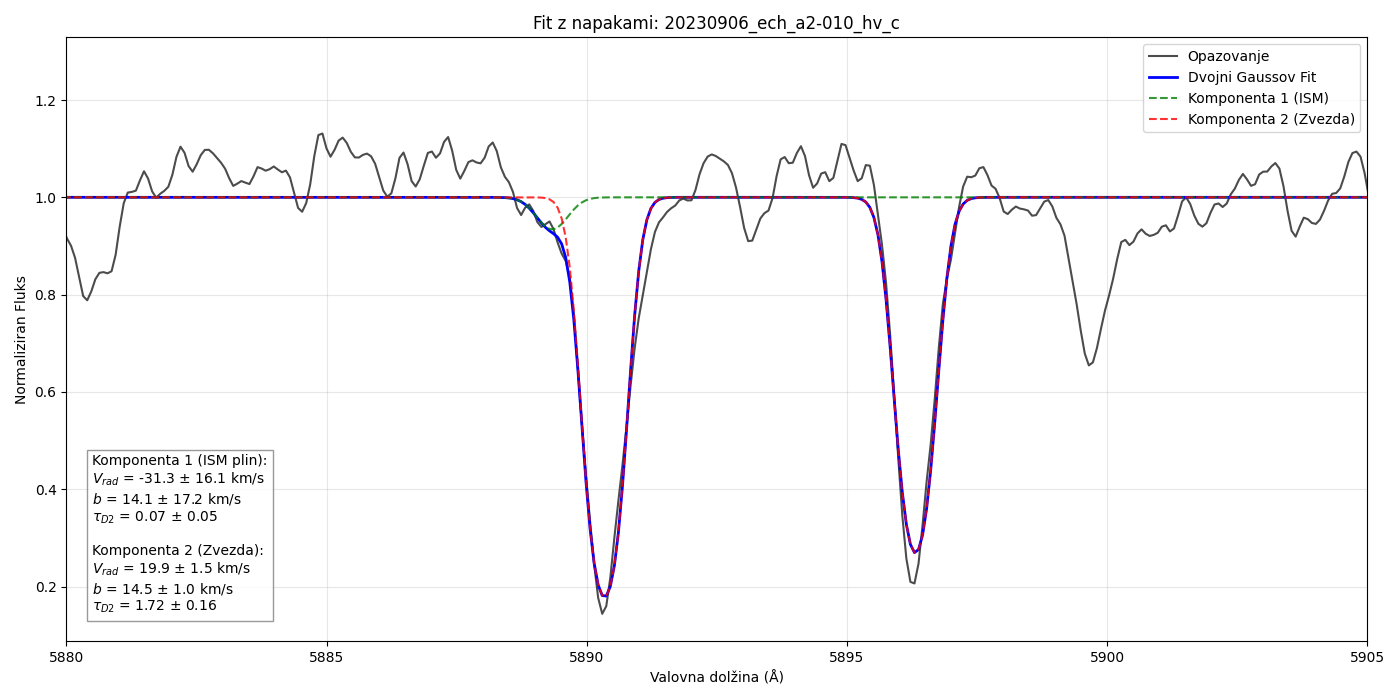 Fit z napakami: 20230906_ech_a2-010_hv_c
Normaliziran Fluks
1.2
1.0
0.8
0.6
0.4
0.2
Opazovanje
Dvojni Gaussov Fit
Komponenta 1 (ISM)
Komponenta 2 (Zvezda)
Komponenta 1 (ISM plin):
V_rad = -31.3 ± 16.1 km/s
b = 14.1 ± 17.2 km/s
τ_D2 = 0.07 ± 0.05
Komponenta 2 (Zvezda):
V_rad = 19.9 ± 1.5 km/s
b = 14.5 ± 1.0 km/s
τ_D2 = 1.72 ± 0.16
5880 5885 5890 5895 5900 5905
Valovna dolžina (Å)